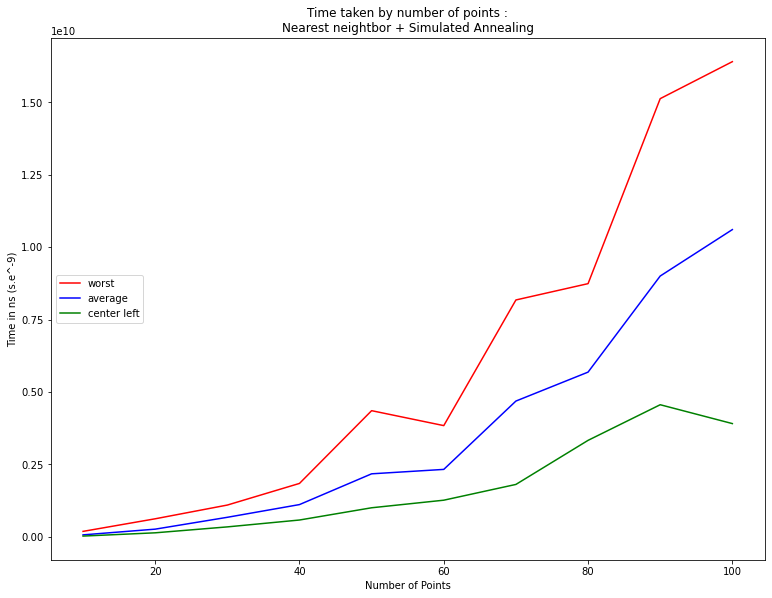 Time taken by number of points :
Nearest neightbor + Simulated Annealing
1e10
1.50
1.25
1.00
0.75
0.50
0.25
0.00
Time in ns (s.e^-9)
worst
average
center left
20
40
60
80
100
Number of Points